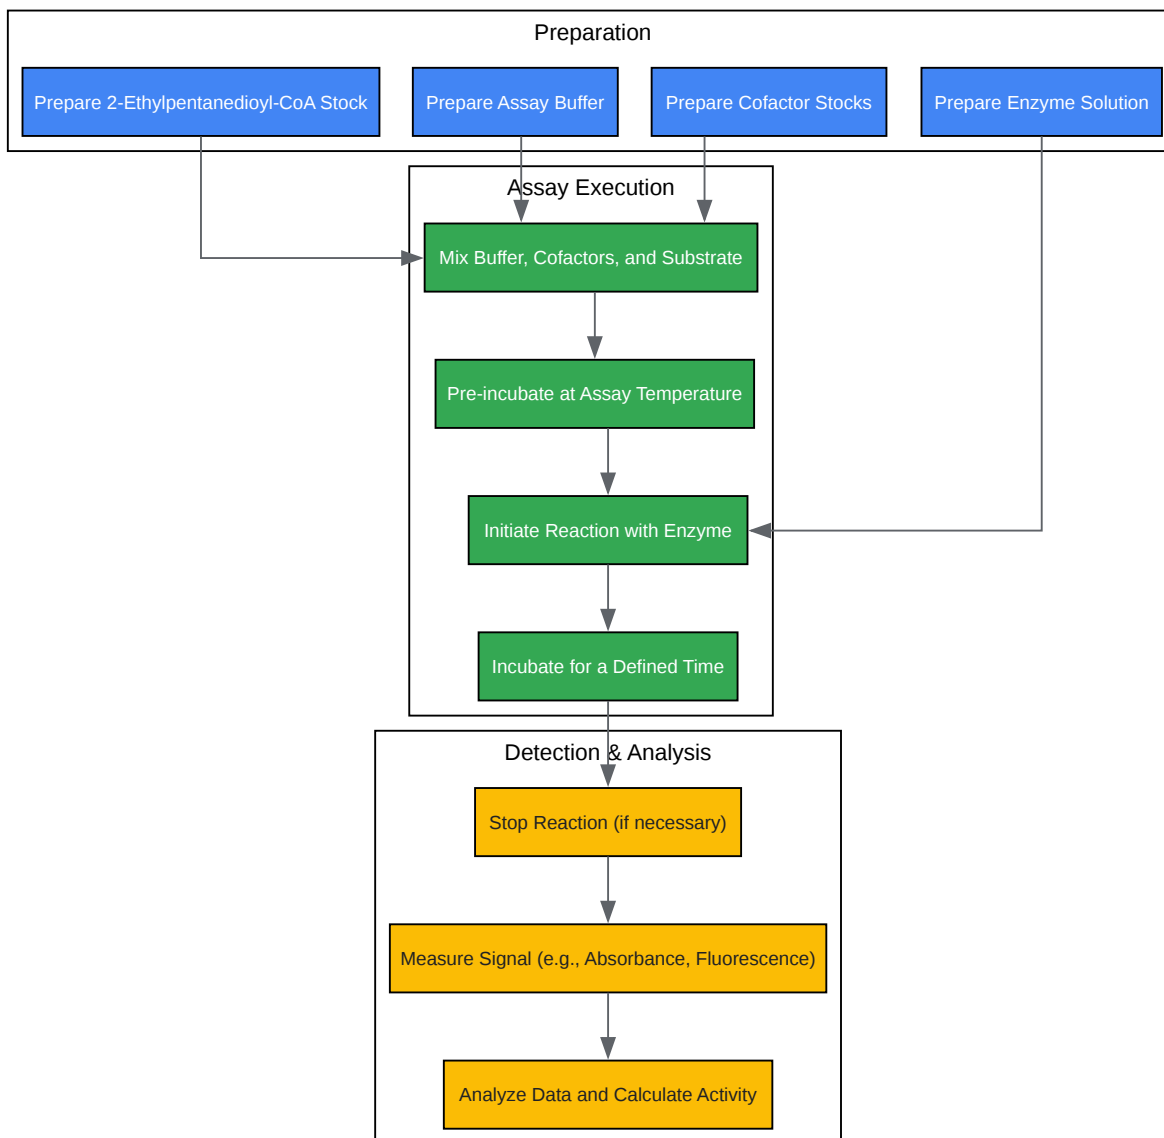 Preparation
Prepare 2-Ethylpentanedioyl-CoA Stock
Prepare Assay Buffer
Prepare Cofactor Stocks
Prepare Enzyme Solution
Assay Execution
Mix Buffer, Cofactors, and Substrate
Pre-incubate at Assay Temperature
Initiate Reaction with Enzyme
Incubate for a Defined Time
Detection & Analysis
Stop Reaction (if necessary)
Measure Signal (e.g., Absorbance, Fluorescence)
Analyze Data and Calculate Activity